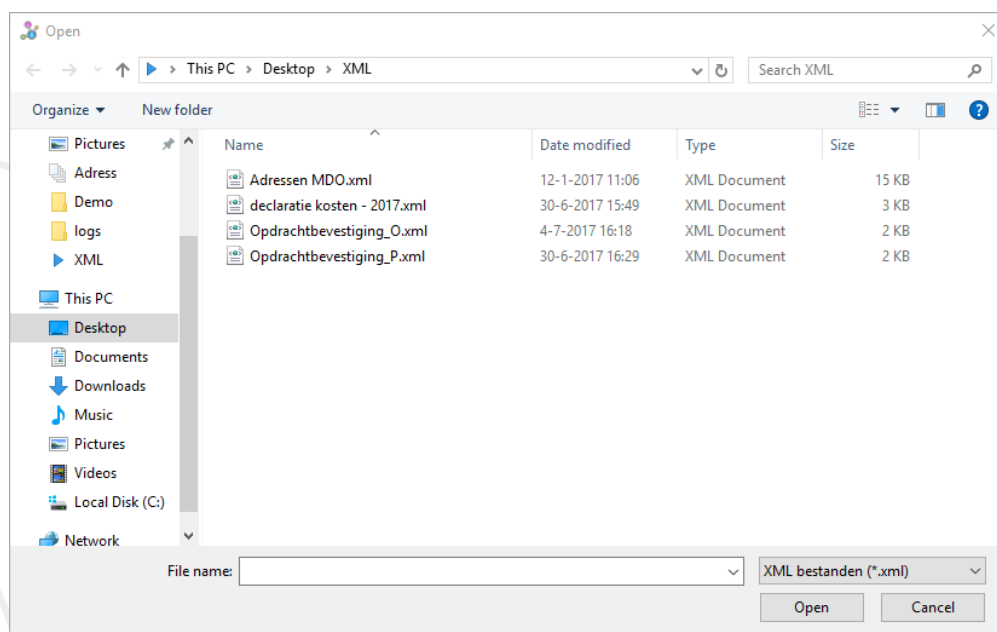 Open
This PC > Desktop > XML
Search XML
Organize
New folder
Pictures
Adress
Demo
logs
XML
This PC
Desktop
Documents
Downloads
Music
Pictures
Videos
Local Disk (C:)
Network
Name Date modified Type Size
Adressen MDO.xml 12-1-2017 11:06 XML Document 15 KB
declaratie kosten - 2017.xml 30-6-2017 15:49 XML Document 3 KB
Opdrachtbevestiging_O.xml 4-7-2017 16:18 XML Document 2 KB
Opdrachtbevestiging_P.xml 30-6-2017 16:29 XML Document 2 KB
File name:
XML bestanden (*.xml)
Open
Cancel